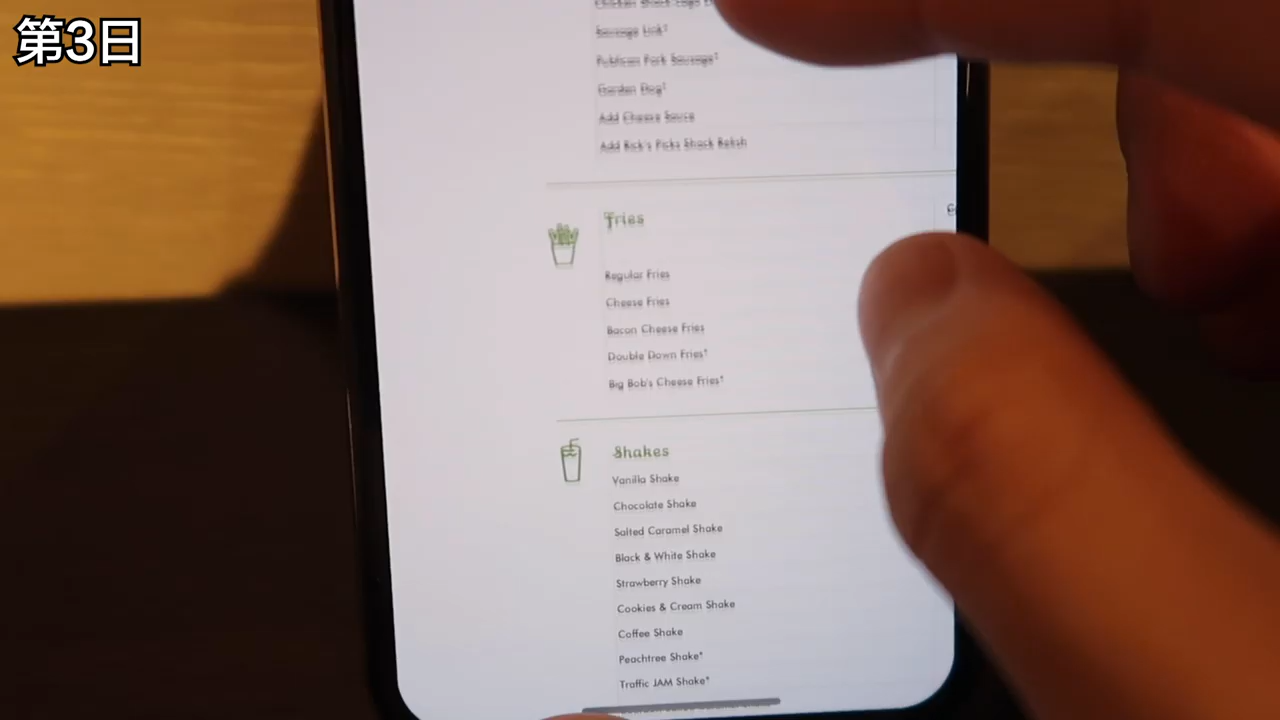 第3日
Sausage Link†
Publican Pork Sausage†
Garden Dog†
Add Cheese Sauce
Add Rick's Picks Shack Relish
Fries
Regular Fries
Cheese Fries
Bacon Cheese Fries
Double Down Fries†
Big Bob's Cheese Fries†
Shakes
Vanilla Shake
Chocolate Shake
Salted Caramel Shake
Black & White Shake
Strawberry Shake
Cookies & Cream Shake
Coffee Shake
Peachtree Shake†
Traffic JAM Shake†